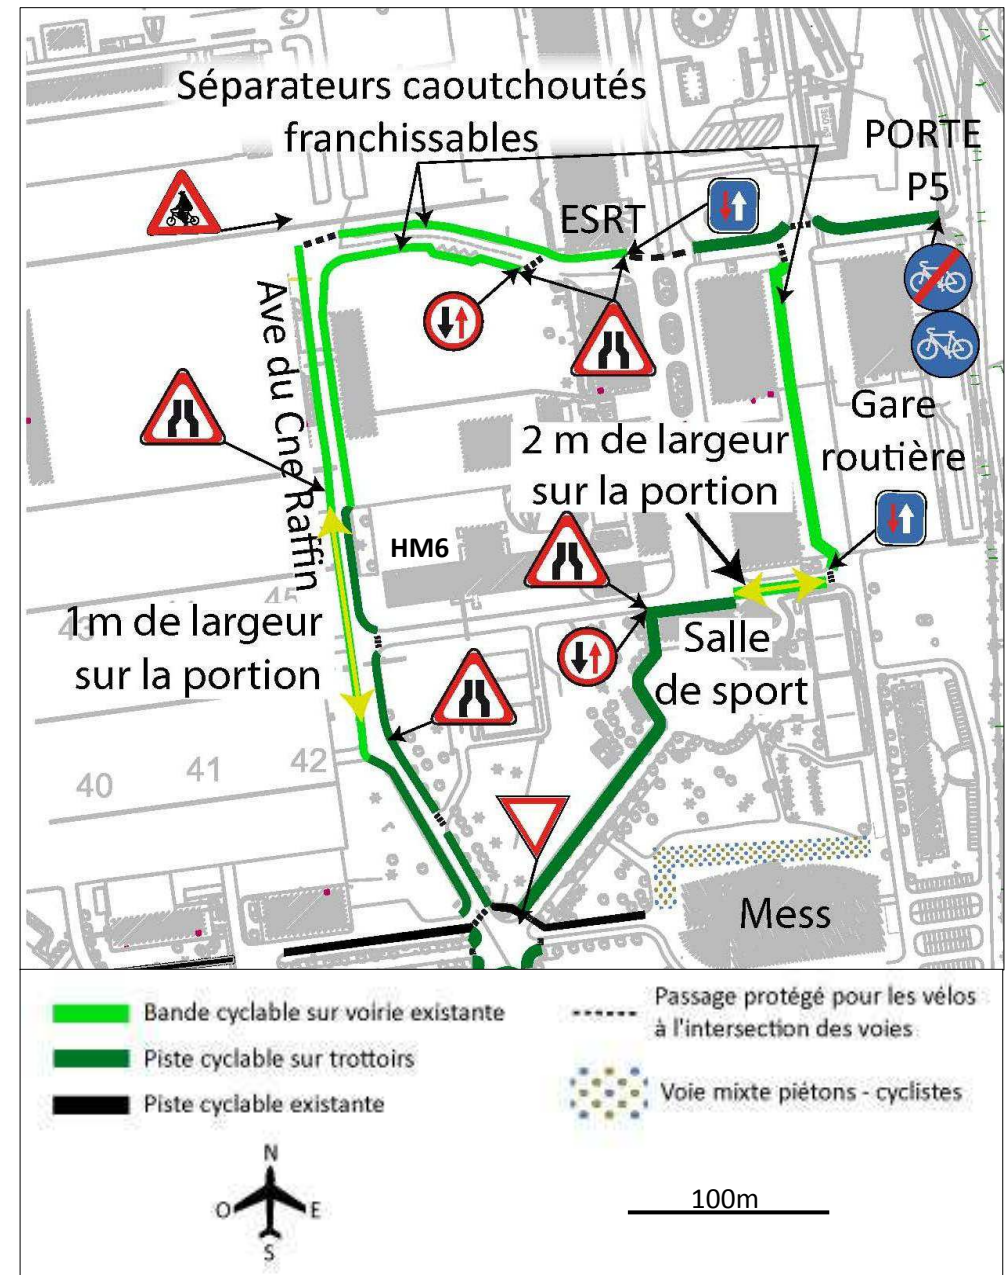 Séparateurs caoutchoutés
franchissables
PORTE
P5
ESRT
Ave du Cne Raffin
Gare
routière
2 m de largeur
sur la portion
HM6
45
43
1m de largeur
sur la portion
Salle
de sport
42
41
40
Mess
Bande cyclable sur voirie existante
Piste cyclable sur trottoirs
Piste cyclable existante
Passage protégé pour les vélos
à l'intersection des voies
Voie mixte piétons - cyclistes
N
O
E
S
100m